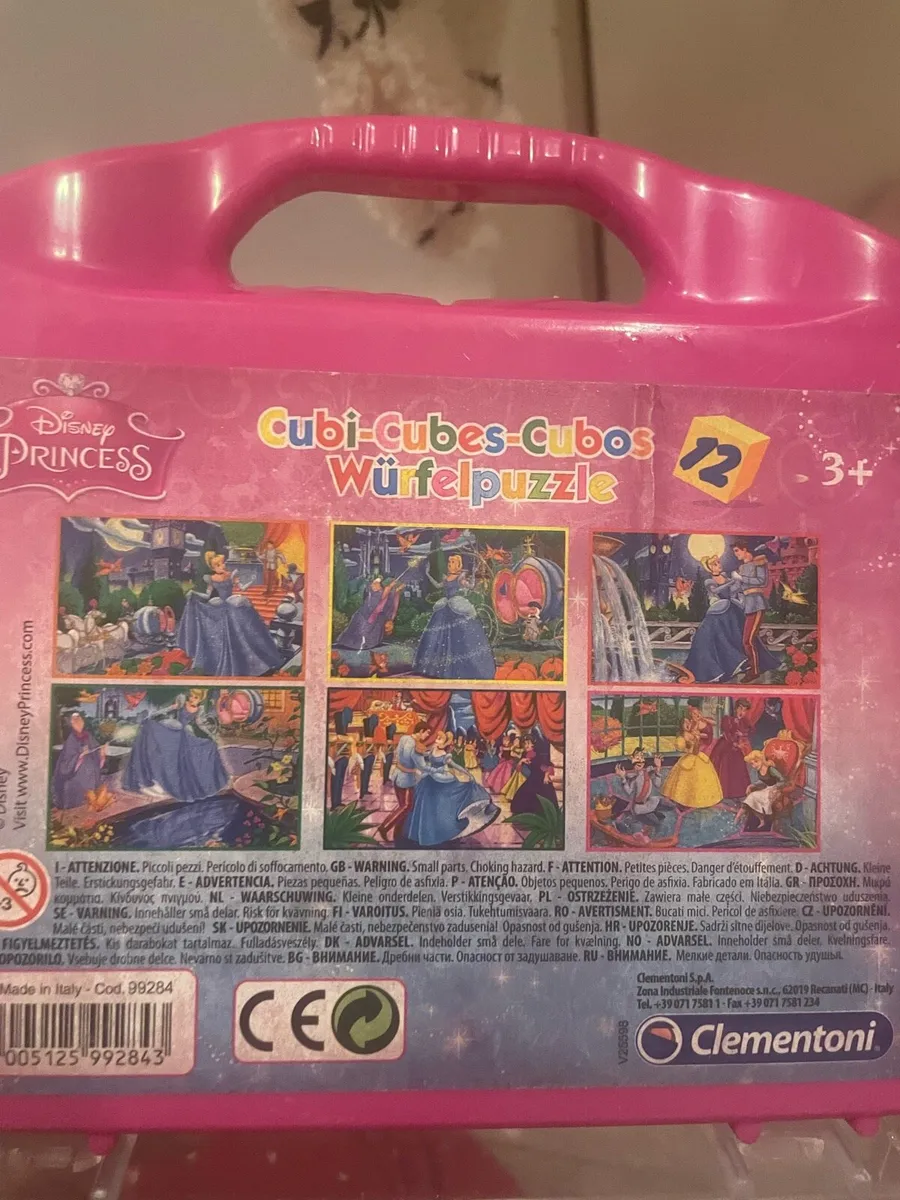 Disney
PRINCESS
Cubi-Cubes-Cubos
Würfelpuzzle
12
3+
Visit www.DisneyPrincess.com
© Disney
I - ATTENZIONE. Piccoli pezzi. Pericolo di soffocamento. GB - WARNING. Small parts. Choking hazard. F - ATTENTION. Petites pièces. Danger d'étouffement. D - ACHTUNG. Kleine
Teile. Erstickungsgefahr. E - ADVERTENCIA. Piezas pequeñas. Peligro de asfixia. P - ATENÇÃO. Objetos pequenos. Perigo de asfixia. Fabricado em Itália. GR - ΠΡΟΣΟΧΗ. Μικρά
κομμάτια. Κίνδυνος πνιγμού. NL - WAARSCHUWING. Kleine onderdelen. Verstikkingsgevaar. PL - OSTRZEŻENIE. Zawiera małe części. Niebezpieczeństwo uduszenia.
SE - VARNING. Innehåller små delar. Risk för kvävning. FI - VAROITUS. Pieniä osia. Tukehtumisvaara. RO - AVERTISMENT. Bucati mici. Pericol de asfixiere. CZ - UPOZORNĚNÍ.
Malé části, nebezpečí udušení! SK - UPOZORNENIE. Malé časti, nebezpečenstvo zadusenia! Opasnost od gušenja. HR - UPOZORENJE. Sadrži sitne dijelove. Opasnost od gušenja.
FIGYELMEZTETÉS. Kis darabokat tartalmaz. Fulladásveszély. DK - ADVARSEL. Indeholder små dele. Fare for kvælning. NO - ADVARSEL. Inneholder små deler. Kvelningsfare.
OPOZORILO. Vsebuje drobne delce. Nevarno st zadušitve. BG - ВНИМАНИЕ. Дребни части. Опасност от задушаване. RU - ВНИМАНИЕ. Мелкие детали. Опасность удушья.
Made in Italy - Cod. 99284
005125 992843
CE
Clementoni S.p.A.
Zona Industriale Fontenoce s.n.c., 62019 Recanati (MC) - Italy
Tel. +39 071 7581 1 - Fax +39 071 7581 234
V25598
Clementoni